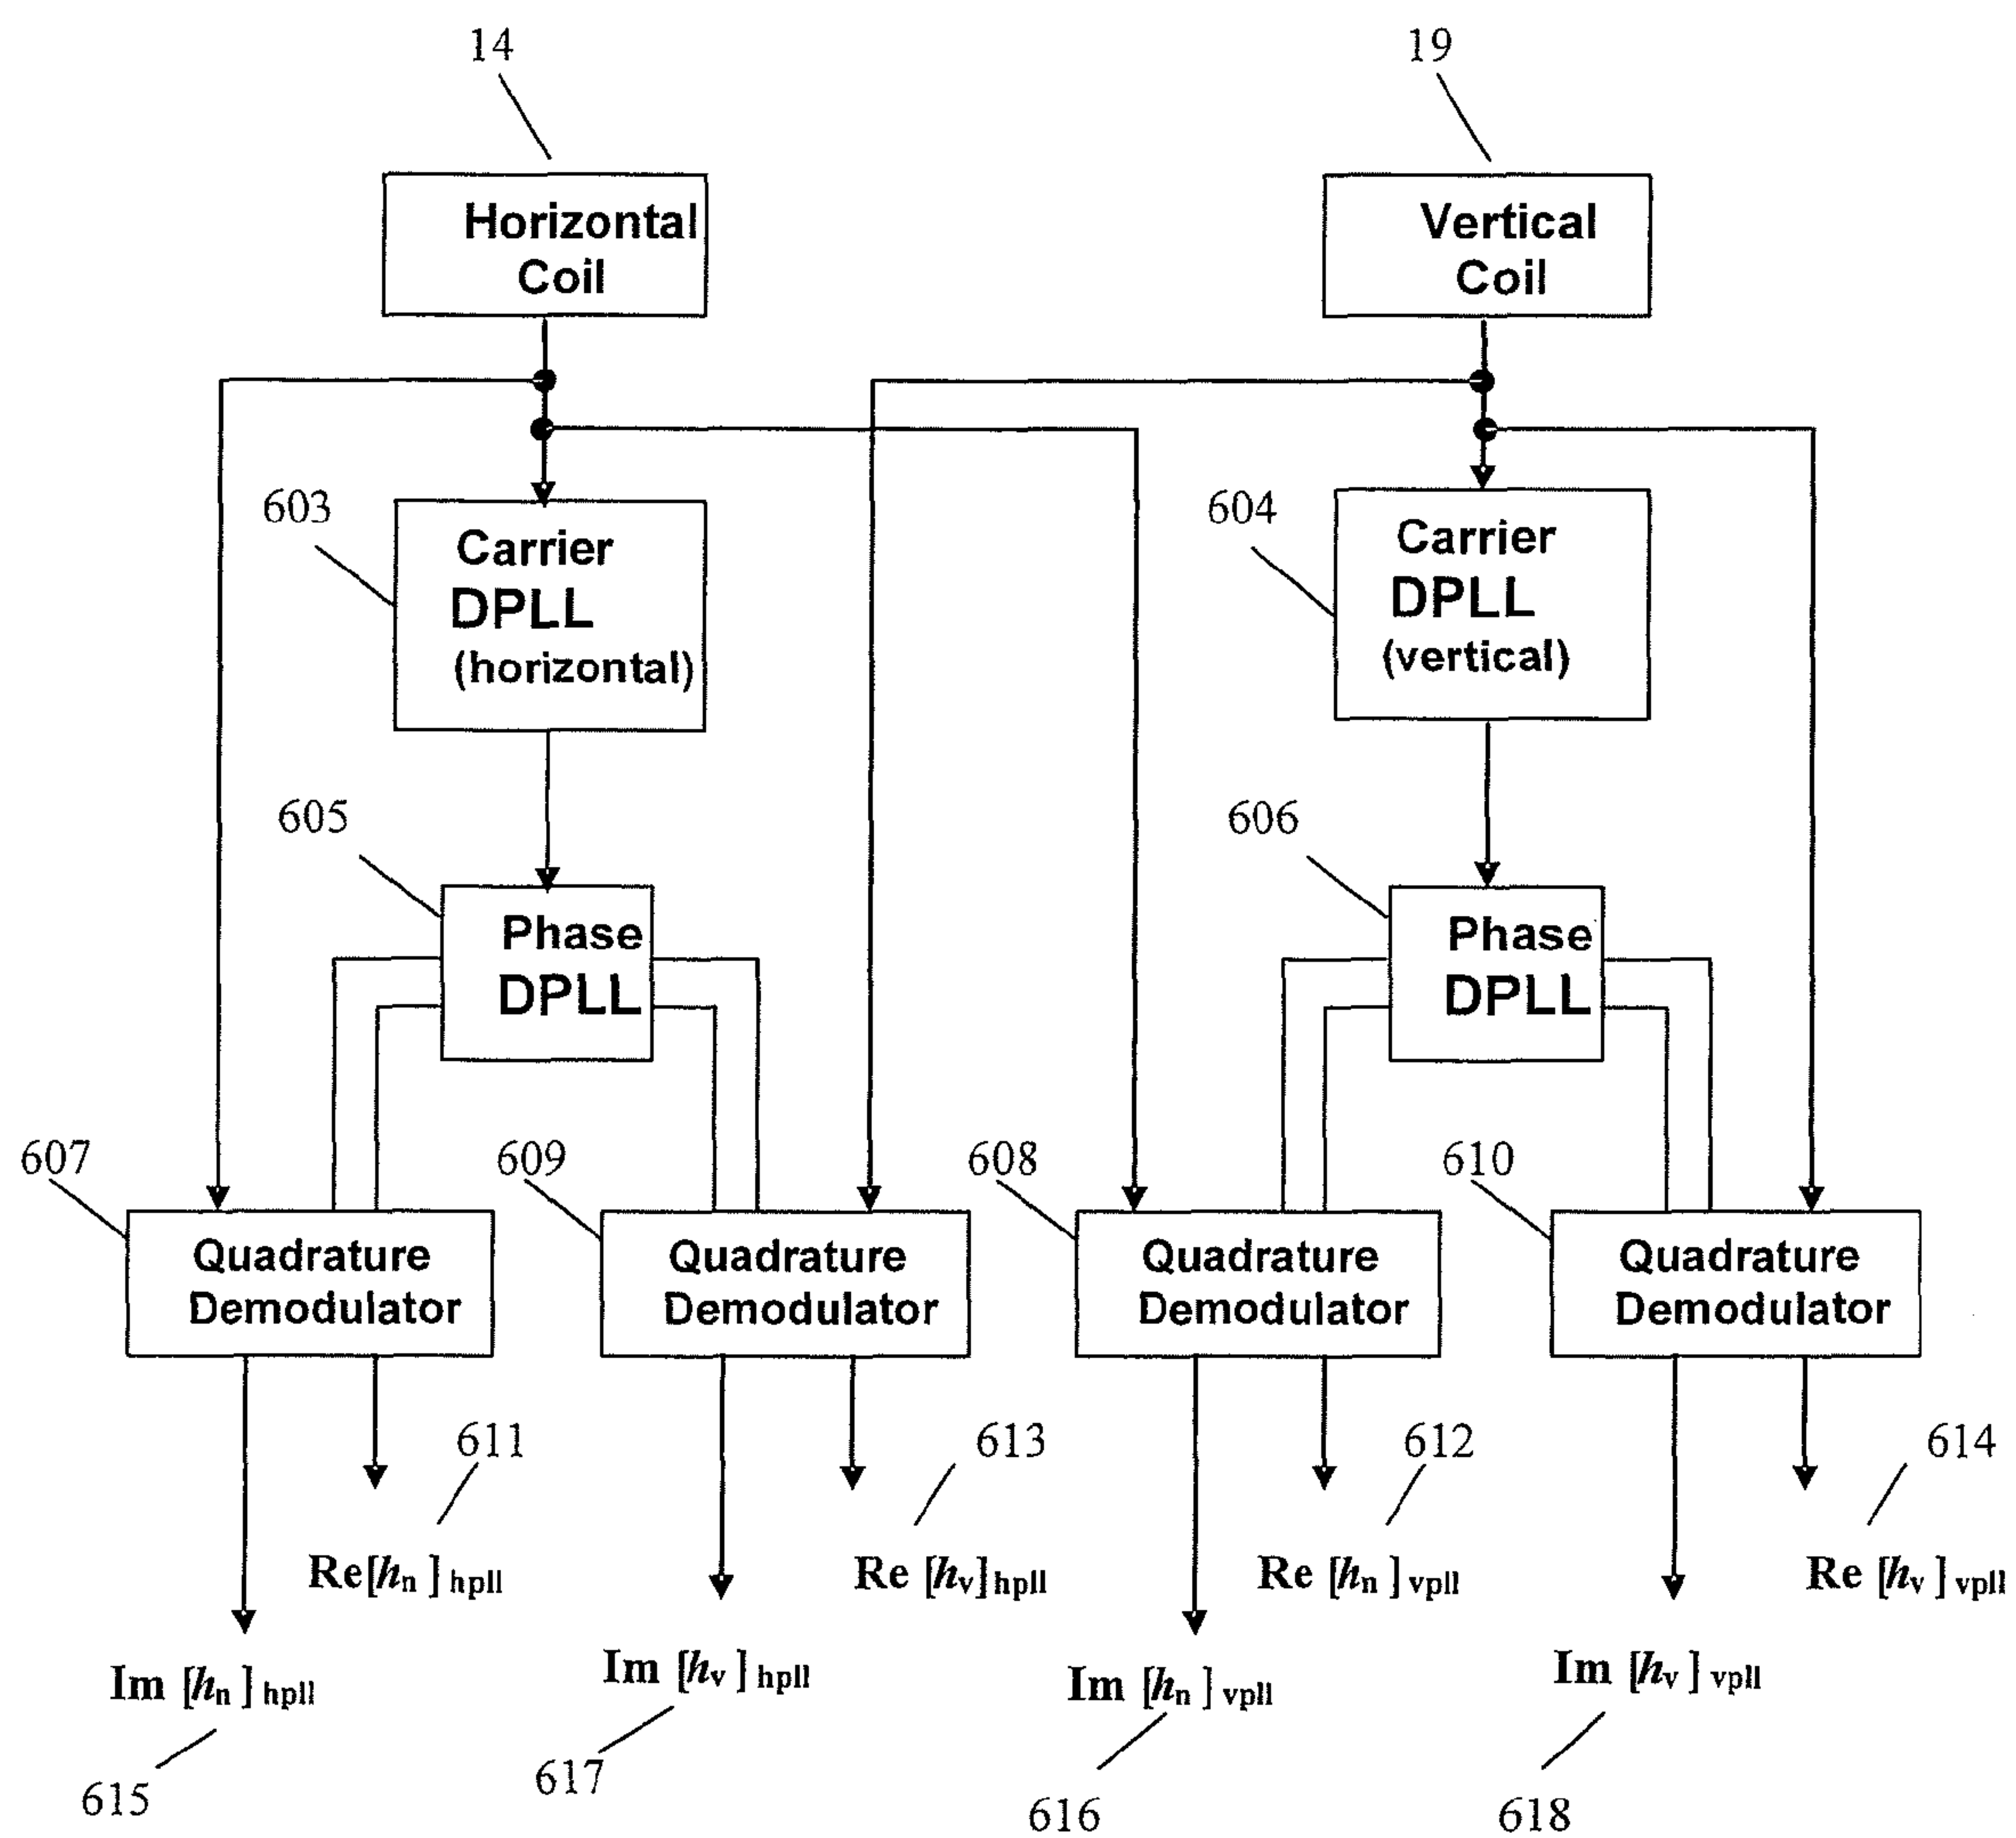 14
19
Horizontal
Coil
Vertical
Coil
603
Carrier
DPLL
(horizontal)
604
Carrier
DPLL
(vertical)
605
Phase
DPLL
606
Phase
DPLL
607
Quadrature
Demodulator
609
Quadrature
Demodulator
608
Quadrature
Demodulator
610
Quadrature
Demodulator
611
613
612
614
Re[hn ]hpll
Re [hv]hpll
Re [hn ]vpll
Re [hv ]vpll
Im [hn ]hpll
Im [hv ]hpll
Im [hn ]vpll
Im [hv ]vpll
615
617
616
618